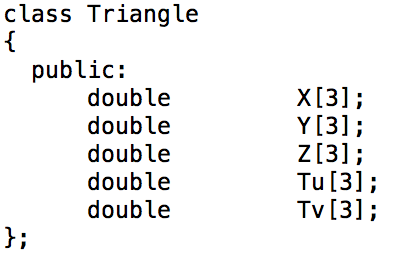 class Triangle
{
  public:
      double         X[3];
      double         Y[3];
      double         Z[3];
      double         Tu[3];
      double         Tv[3];
};